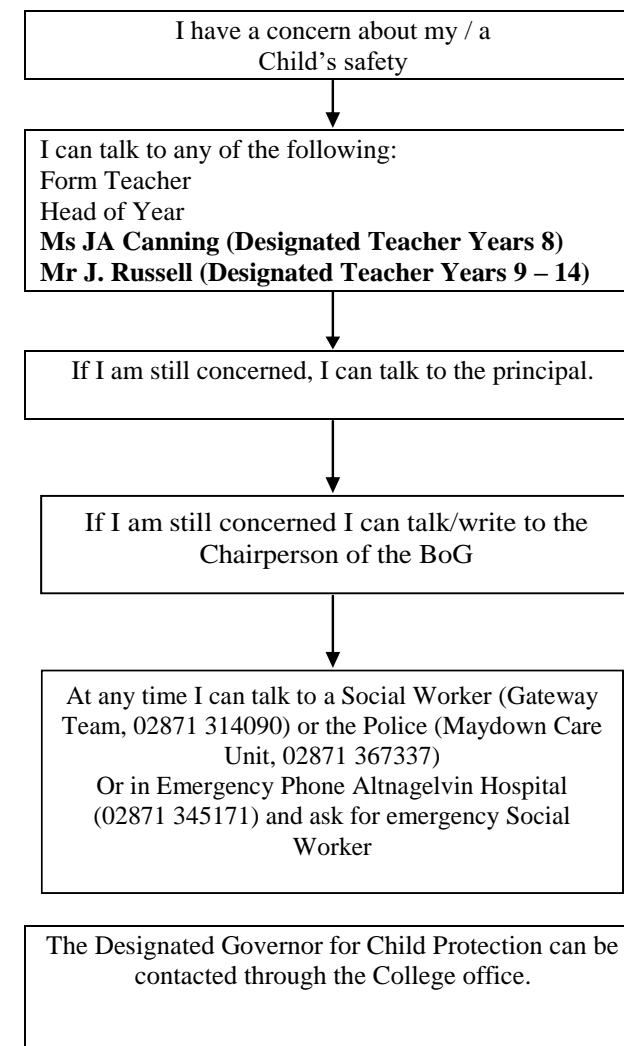 I have a concern about my / a
Child's safety
I can talk to any of the following:
Form Teacher
Head of Year
Ms JA Canning (Designated Teacher Years 8)
Mr J. Russell (Designated Teacher Years 9 – 14)
If I am still concerned, I can talk to the principal.
If I am still concerned I can talk/write to the
Chairperson of the BoG
At any time I can talk to a Social Worker (Gateway
Team, 02871 314090) or the Police (Maydown Care
Unit, 02871 367337)
Or in Emergency Phone Altnagelvin Hospital
(02871 345171) and ask for emergency Social
Worker
The Designated Governor for Child Protection can be
contacted through the College office.